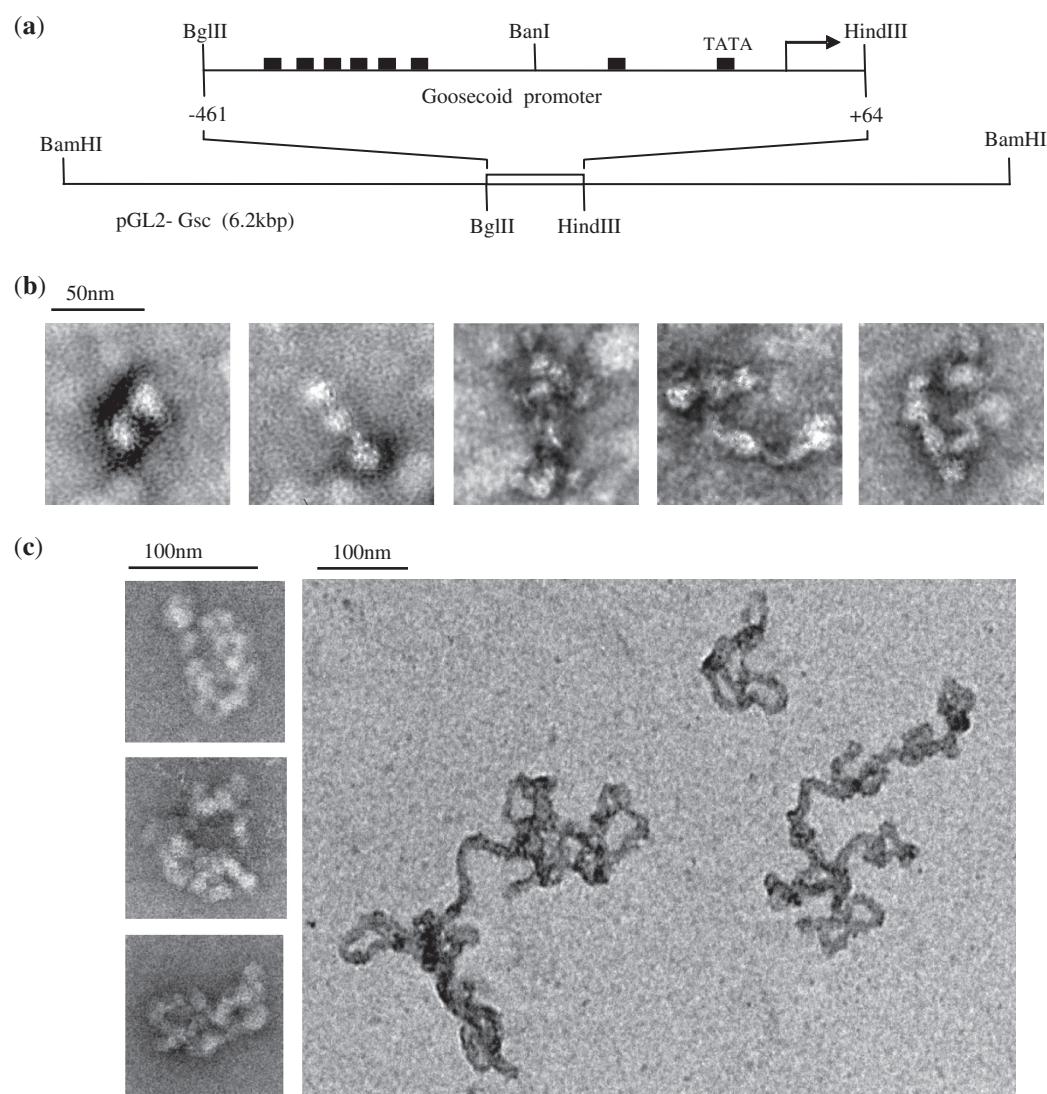 (a)
BglII BanI TATA HindIII
Goosecoid promoter
-461 +64
BamHI BamHI
pGL2- Gsc (6.2kbp) BglII HindIII
(b)
50nm
(c)
100nm 100nm